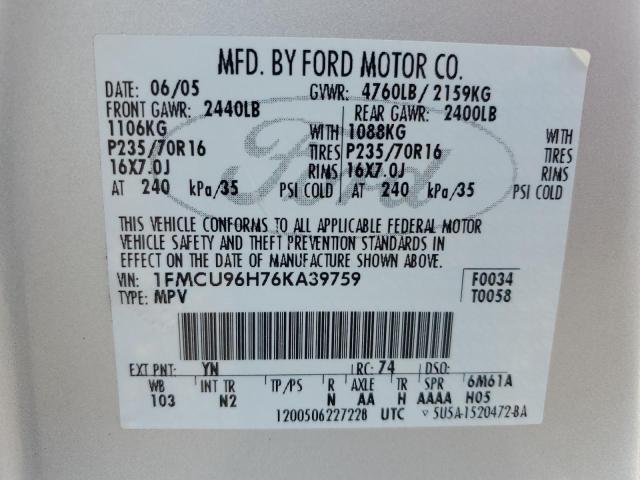 MFD. BY FORD MOTOR CO.
DATE: 06/05 GVWR: 4760LB/ 2159KG
FRONT GAWR: 2440LB REAR GAWR: 2400LB
1106KG WITH 1088KG WITH
P235/70R16 TIRES P235/70R16 TIRES
16X7.0J RIMS 16X7.0J RIMS
AT 240 kPa/35 PSI COLD AT 240 kPa/35 PSI COLD
Ford
THIS VEHICLE CONFORMS TO ALL APPLICABLE FEDERAL MOTOR
VEHICLE SAFETY AND THEFT PREVENTION STANDARDS IN
EFFECT ON THE DATE OF MANUFACTURE SHOWN ABOVE.
VIN: 1FMCU96H76KA39759 F0034
TYPE: MPV T0058
EXT PNT: YN RC: 74 DSO:
WB INT TR TP/PS R AXLE TR SPR 6M61A
103 N2 N AA H AAAA H05
1200506227228 UTC 5U5A-1520472-BA